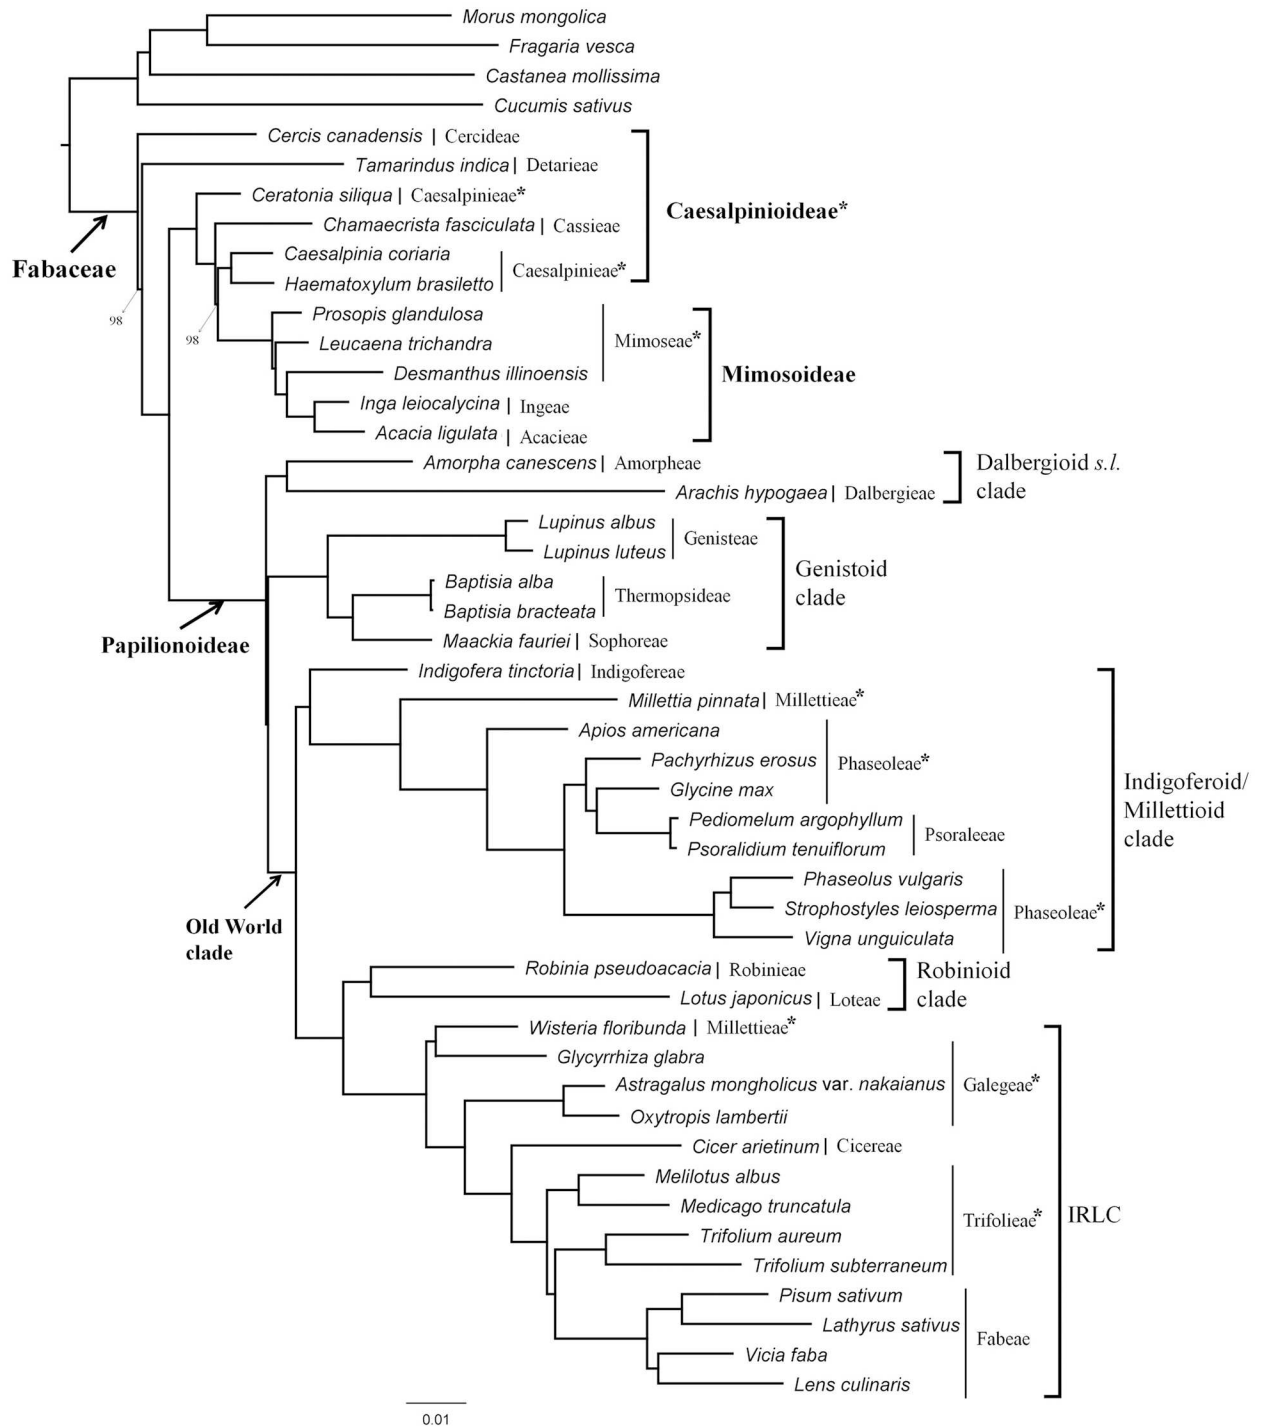 Morus mongolica
Fragaria vesca
Castanea mollissima
Cucumis sativus
Cercis canadensis | Cercideae
Tamarindus indica | Detarieae
Ceratonia siliqua | Caesalpinieae*
Caesalpinioideae*
Chamaecrista fasciculata | Cassieae
Caesalpinia coriaria
Caesalpinieae*
Fabaceae
Haematoxylum brasiletto
98
98
Prosopis glandulosa
Leucaena trichandra
Mimoseae*
Desmanthus illinoensis
Mimosoideae
Inga leiocalycina | Ingeae
Acacia ligulata | Acacieae
Amorpha canescens | Amorpheae
Dalbergioid s.l.
clade
Arachis hypogaea | Dalbergieae
Lupinus albus
Genisteae
Lupinus luteus
Genistoid
clade
Baptisia alba
Thermopsideae
Baptisia bracteata
Papilionoideae
Maackia fauriei | Sophoreae
Indigofera tinctoria | Indigofereae
Millettia pinnata | Millettieae*
Apios americana
Pachyrhizus erosus
Phaseoleae*
Glycine max
Indigoferoid/
Millettioid
clade
Pediomelum argophyllum
Psoraleeae
Psoralidium tenuiflorum
Phaseolus vulgaris
Strophostyles leiosperma
Phaseoleae*
Vigna unguiculata
Old World
clade
Robinia pseudoacacia | Robinieae
Robinioid
clade
Lotus japonicus | Loteae
Wisteria floribunda | Millettieae*
Glycyrrhiza glabra
Astragalus mongholicus var. nakaianus
Galegeae*
Oxytropis lambertii
Cicer arietinum | Cicereae
Melilotus albus
Medicago truncatula
Trifolieae*
IRLC
Trifolium aureum
Trifolium subterraneum
Pisum sativum
Lathyrus sativus
Fabeae
Vicia faba
Lens culinaris
0.01